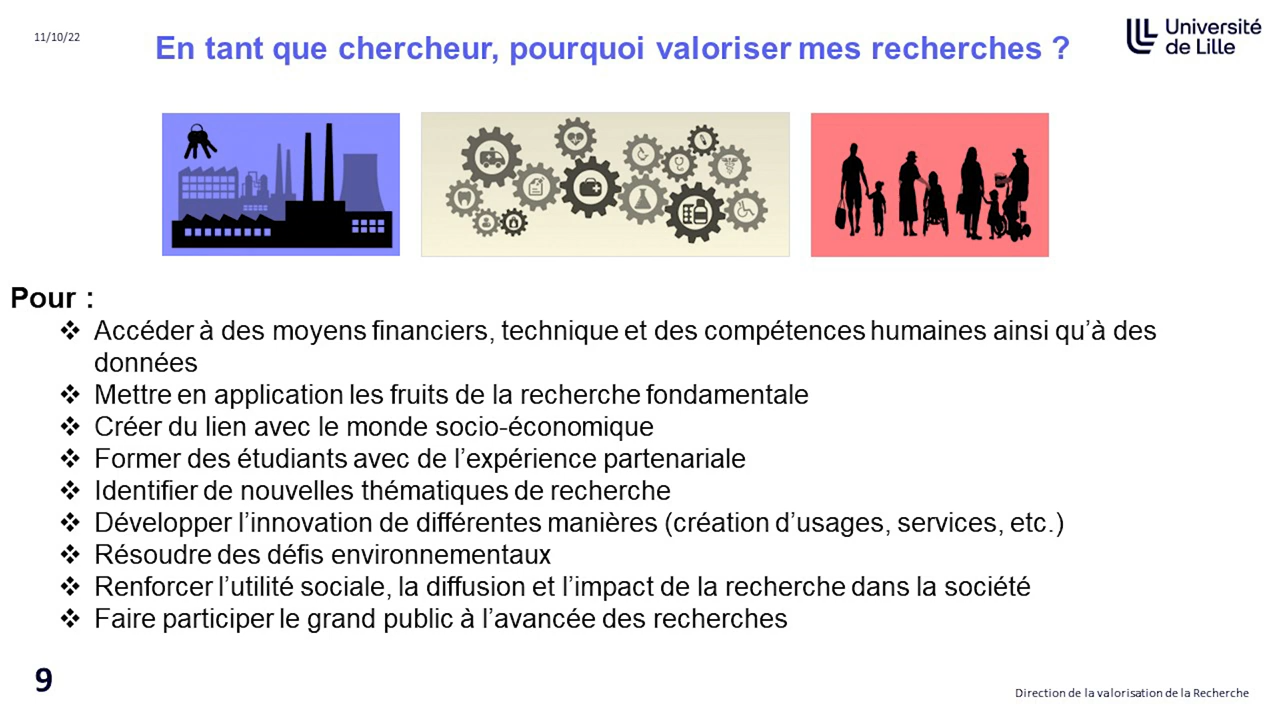 11/10/22
En tant que chercheur, pourquoi valoriser mes recherches ?
Université
de Lille
Pour :
❖ Accéder à des moyens financiers, technique et des compétences humaines ainsi qu’à des
données
❖ Mettre en application les fruits de la recherche fondamentale
❖ Créer du lien avec le monde socio-économique
❖ Former des étudiants avec de l’expérience partenariale
❖ Identifier de nouvelles thématiques de recherche
❖ Développer l’innovation de différentes manières (création d’usages, services, etc.)
❖ Résoudre des défis environnementaux
❖ Renforcer l’utilité sociale, la diffusion et l’impact de la recherche dans la société
❖ Faire participer le grand public à l’avancée des recherches
9
Direction de la valorisation de la Recherche